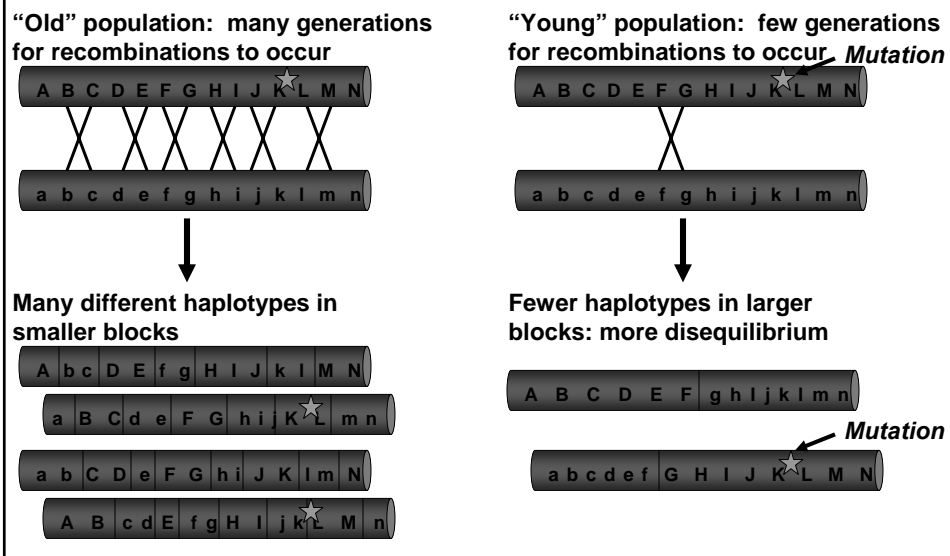 “Old” population: many generations
for recombinations to occur
A B C D E F G H I J K L M N
a b c d e f g h i j k l m n
Many different haplotypes in
smaller blocks
A b c D E f g H I J k l M N
a B C d e F G h i j K L m n
a b C D e F G h i J K l m N
A B c d E f g H I j k L M n
“Young” population: few generations
for recombinations to occur
Mutation
A B C D E F G H I J K L M N
a b c d e f g h i j k l m n
Fewer haplotypes in larger
blocks: more disequilibrium
A B C D E F g h I j k l m n
Mutation
a b c d e f G H I J K L M N